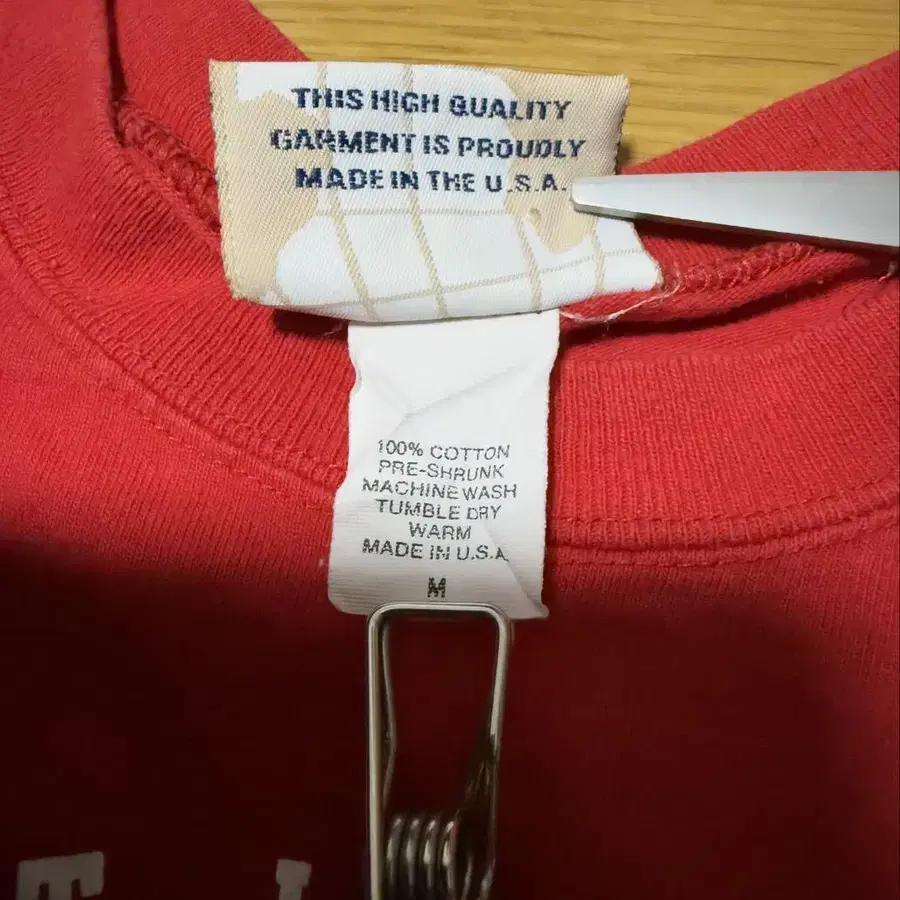 THIS HIGH QUALITY
GARMENT IS PROUDLY
MADE IN THE U.S.A.
100% COTTON
PRE-SHRUNK
MACHINE WASH
TUMBLE DRY
WARM
MADE IN U.S.A
M